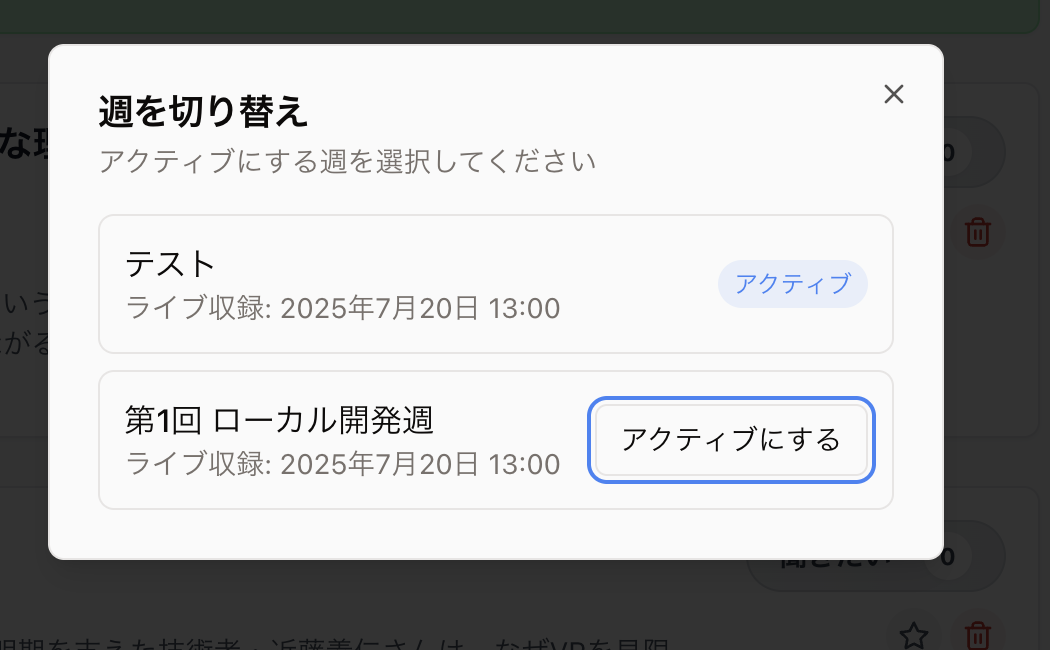 週を切り替え
アクティブにする週を選択してください
テスト
ライブ収録: 2025年7月20日 13:00
アクティブ
第1回 ローカル開発週
ライブ収録: 2025年7月20日 13:00
アクティブにする
0